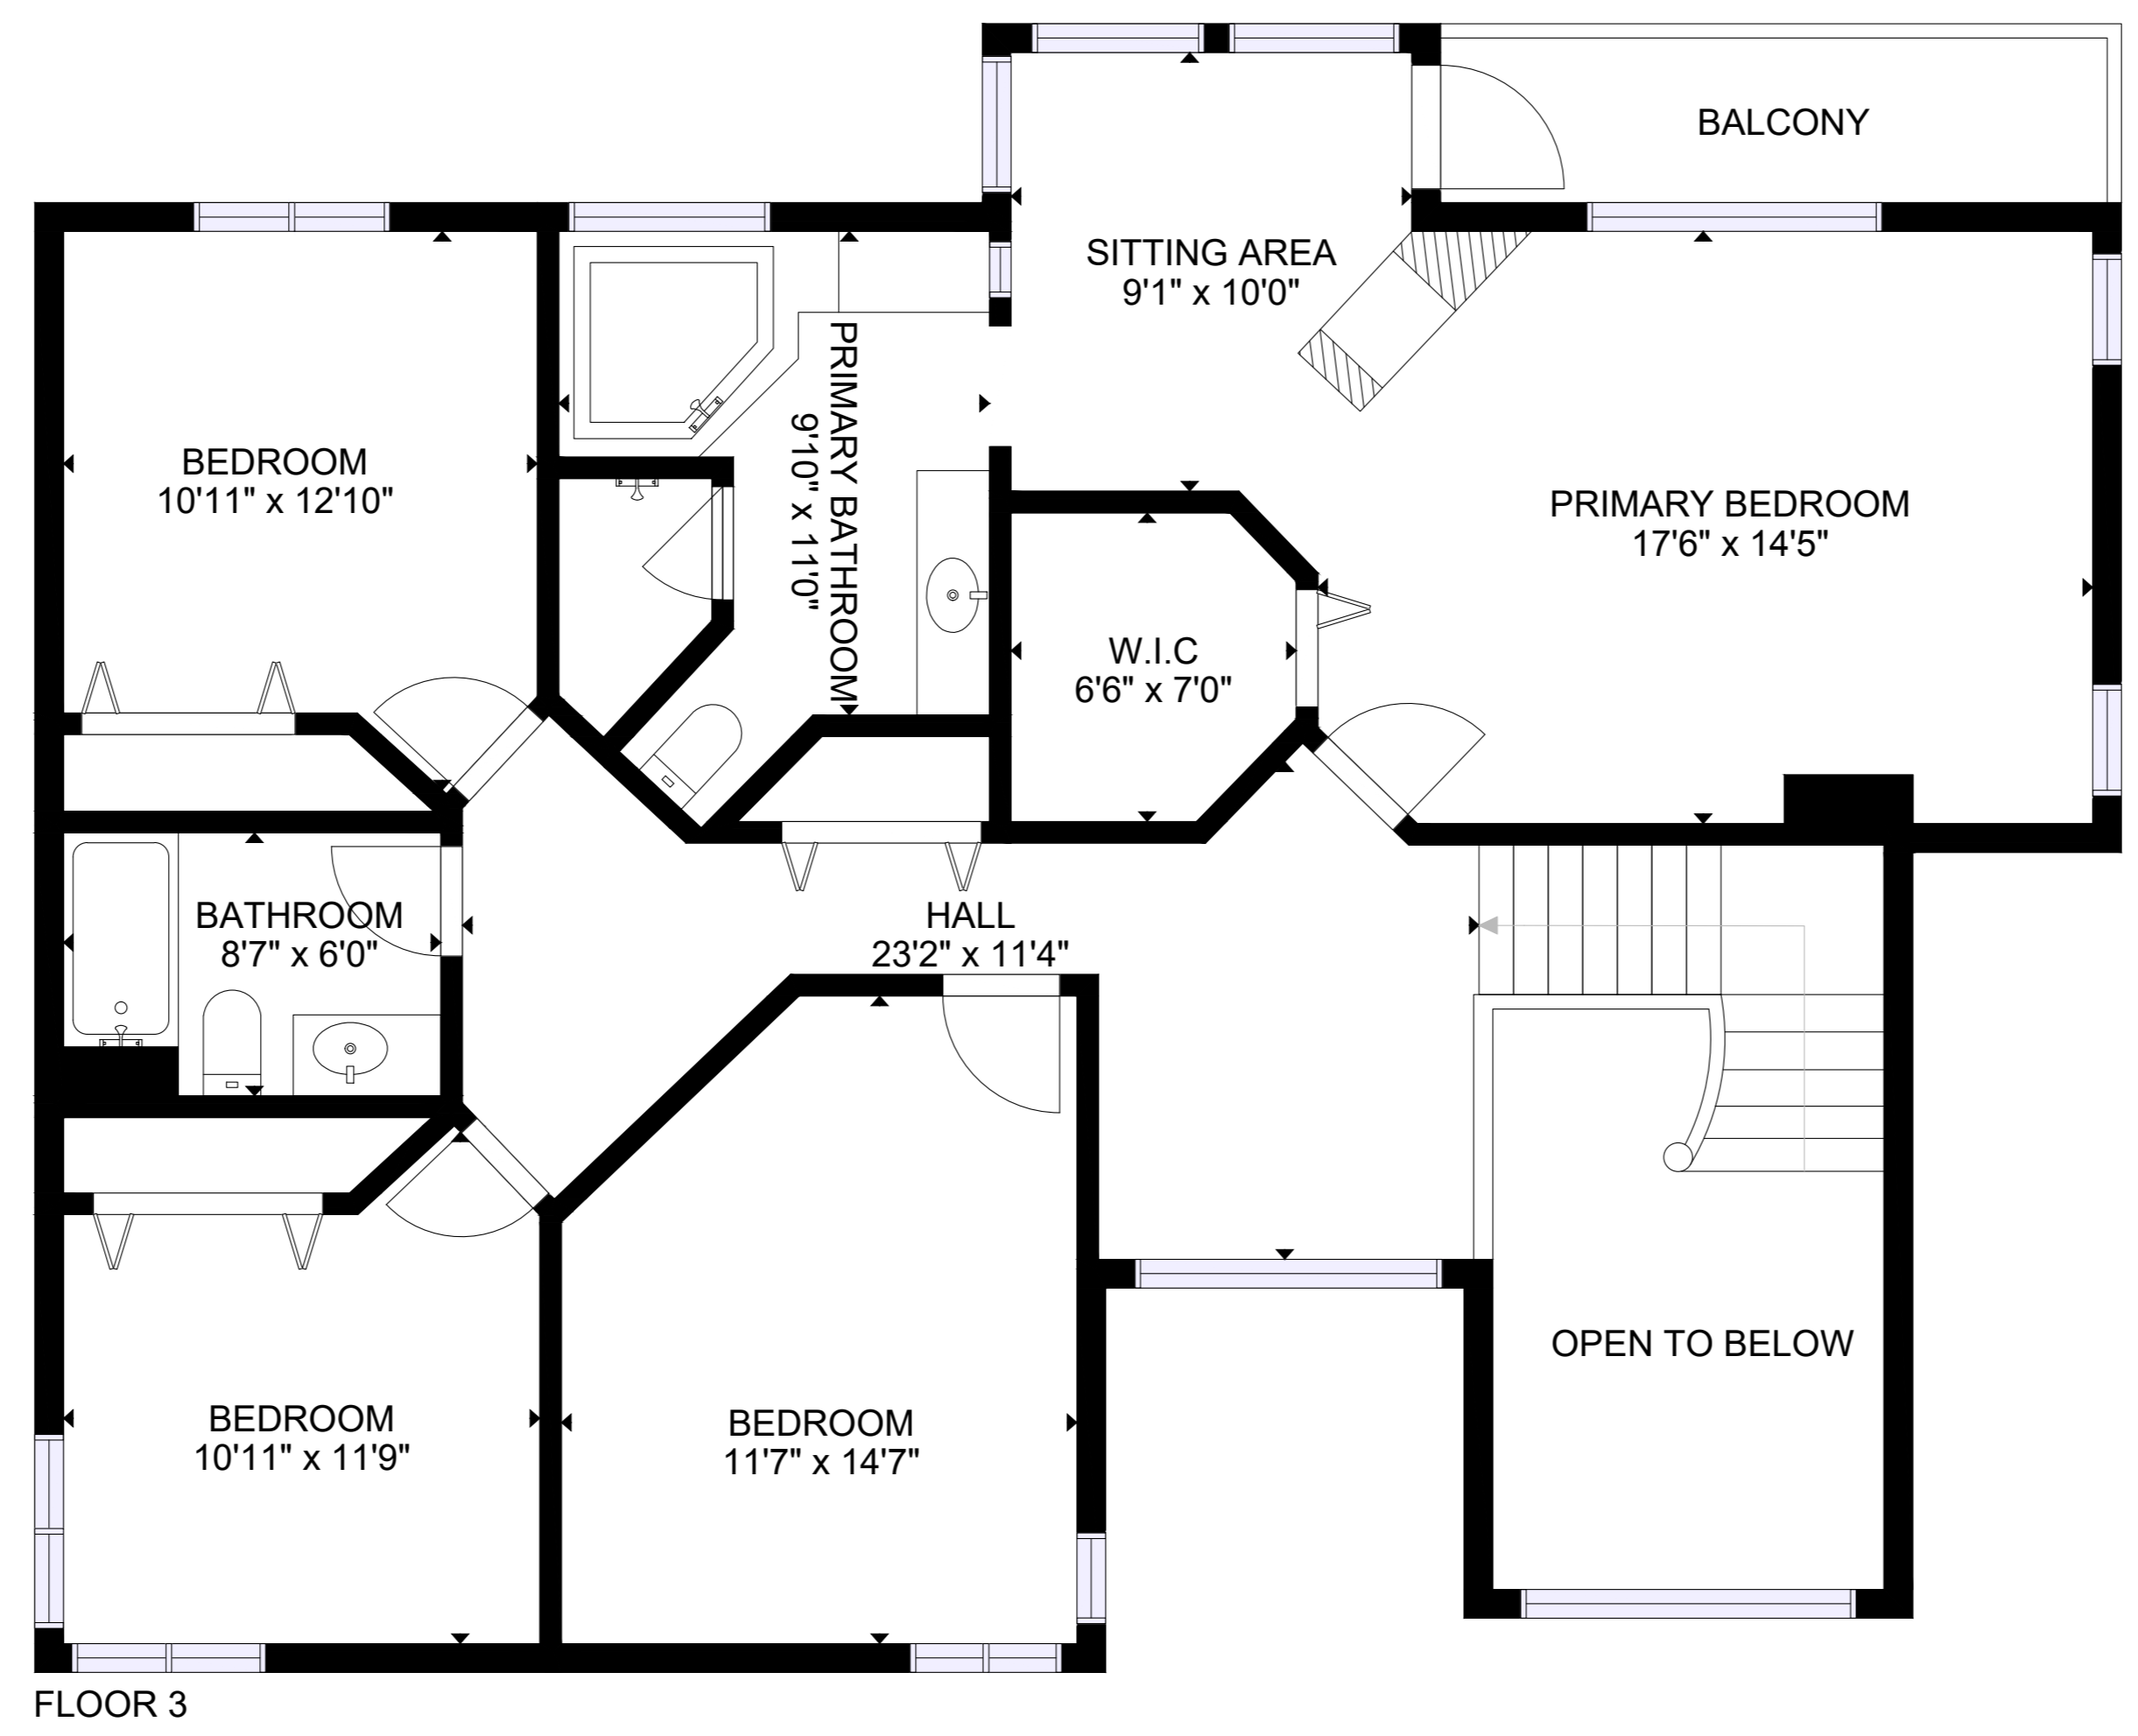 BALCONY
SITTING AREA
9'1" x 10'0"
PRIMARY BATHROOM
9'10" x 11'0"
BEDROOM
10'11" x 12'10"
PRIMARY BEDROOM
17'6" x 14'5"
W.I.C
6'6" x 7'0"
BATHROOM
8'7" x 6'0"
HALL
23'2" x 11'4"
OPEN TO BELOW
BEDROOM
10'11" x 11'9"
BEDROOM
11'7" x 14'7"
FLOOR 3